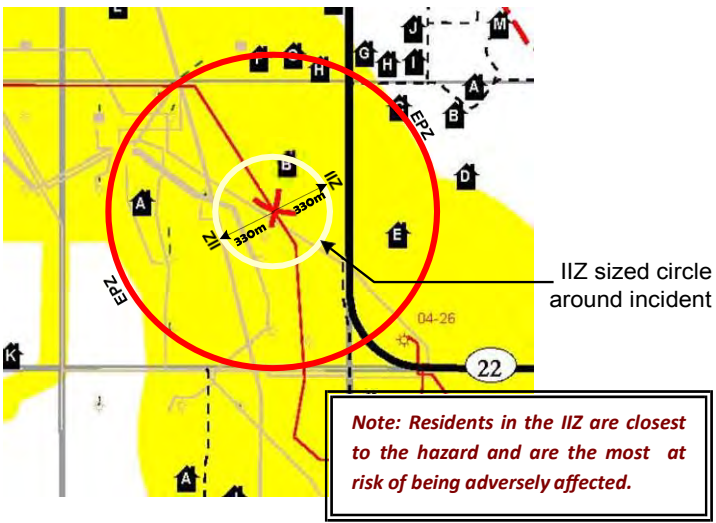 J
M
F
G
H
G
H
I
A
G
B
EPZ
B
IIZ
330m
D
A
330m
IIZ
E
IIZ sized circle
around incident
EPZ
04-26
K
22
Note: Residents in the IIZ are closest
to the hazard and are the most at
risk of being adversely affected.
A